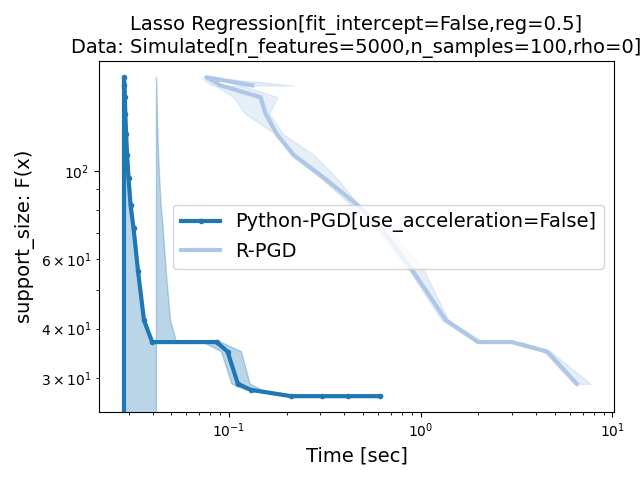 Lasso Regression[fit_intercept=False,reg=0.5]
Data: Simulated[n_features=5000,n_samples=100,rho=0]
support_size: F(x)
10²
6 × 10¹
4 × 10¹
3 × 10¹
Python-PGD[use_acceleration=False]
R-PGD
10⁻¹ 10⁰ 10¹
Time [sec]